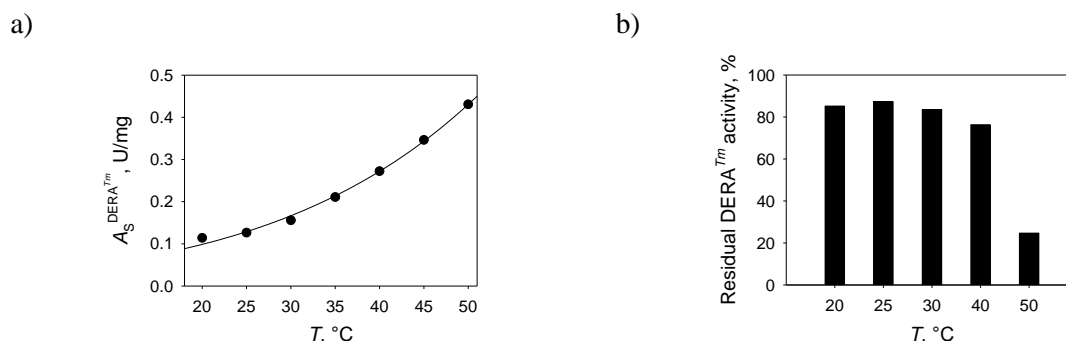 a)
b)
A_S^DERA^Tm, U/mg
0.5
0.4
0.3
0.2
0.1
0.0
20 25 30 35 40 45 50
T, °C
Residual DERA^Tm activity, %
100
80
60
40
20
0
20 25 30 40 50
T, °C